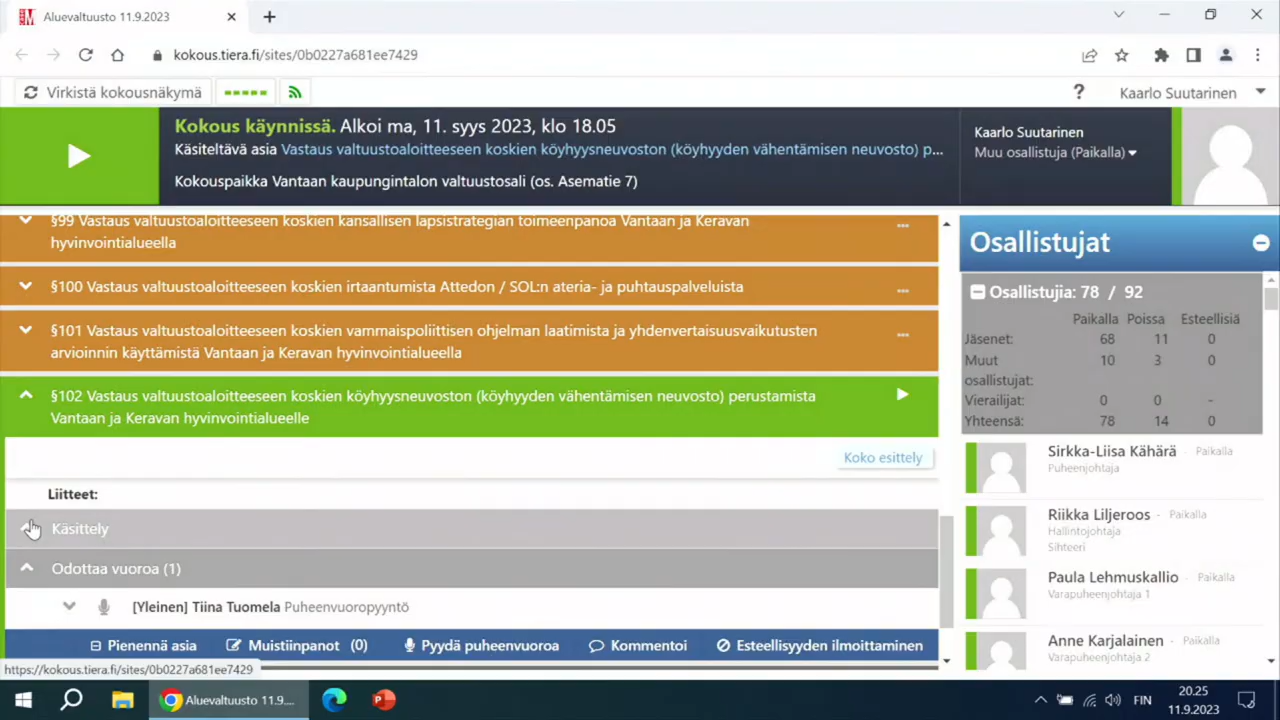 Aluevaltuusto 11.9.2023
kokous.tiera.fi/sites/0b0227a681ee7429
Virkistä kokousnäkymä
?
Kaarlo Suutarinen
Kokous käynnissä. Alkoi ma, 11. syys 2023, klo 18.05
Käsiteltävä asia Vastaus valtuustoaloitteeseen koskien köyhyysneuvoston (köyhyyden vähentämisen neuvosto) p...
Kokouspaikka Vantaan kaupungintalon valtuustosali (os. Asematie 7)
Kaarlo Suutarinen
Muu osallistuja (Paikalla)
§99 Vastaus valtuustoaloitteeseen koskien kansallisen lapsistrategian toimeenpanoa Vantaan ja Keravan
hyvinvointialueella
§100 Vastaus valtuustoaloitteeseen koskien irtaantumista Attedon / SOL:n ateria- ja puhtauspalveluista
§101 Vastaus valtuustoaloitteeseen koskien vammaispoliittisen ohjelman laatimista ja yhdenvertaisuusvaikutusten
arvioinnin käyttämistä Vantaan ja Keravan hyvinvointialueella
§102 Vastaus valtuustoaloitteeseen koskien köyhyysneuvoston (köyhyyden vähentämisen neuvosto) perustamista
Vantaan ja Keravan hyvinvointialueelle
Koko esittely
Liitteet:
Käsittely
Odottaa vuoroa (1)
[Yleinen] Tiina Tuomela Puheenvuoropyyntö
Pienennä asia
Muistiinpanot (0)
Pyydä puheenvuoroa
Kommentoi
Esteellisyyden ilmoittaminen
https://kokous.tiera.fi/sites/0b0227a681ee7429
Osallistujat
Osallistujia: 78 / 92
Paikalla Poissa Esteellisiä
Jäsenet: 68 11 0
Muut 10 3 0
osallistujat:
Vierailijat: 0 0 -
Yhteensä: 78 14 0
Sirkka-Liisa Kähärä - Paikalla
Puheenjohtaja
Riikka Liljeroos - Paikalla
Hallintojohtaja
Sihteeri
Paula Lehmuskallio - Paikalla
Varapuheenjohtaja 1
Anne Karjalainen - Paikalla
Varapuheenjohtaja 2
Aluevaltuusto 11.9....
FIN
20.25
11.9.2023